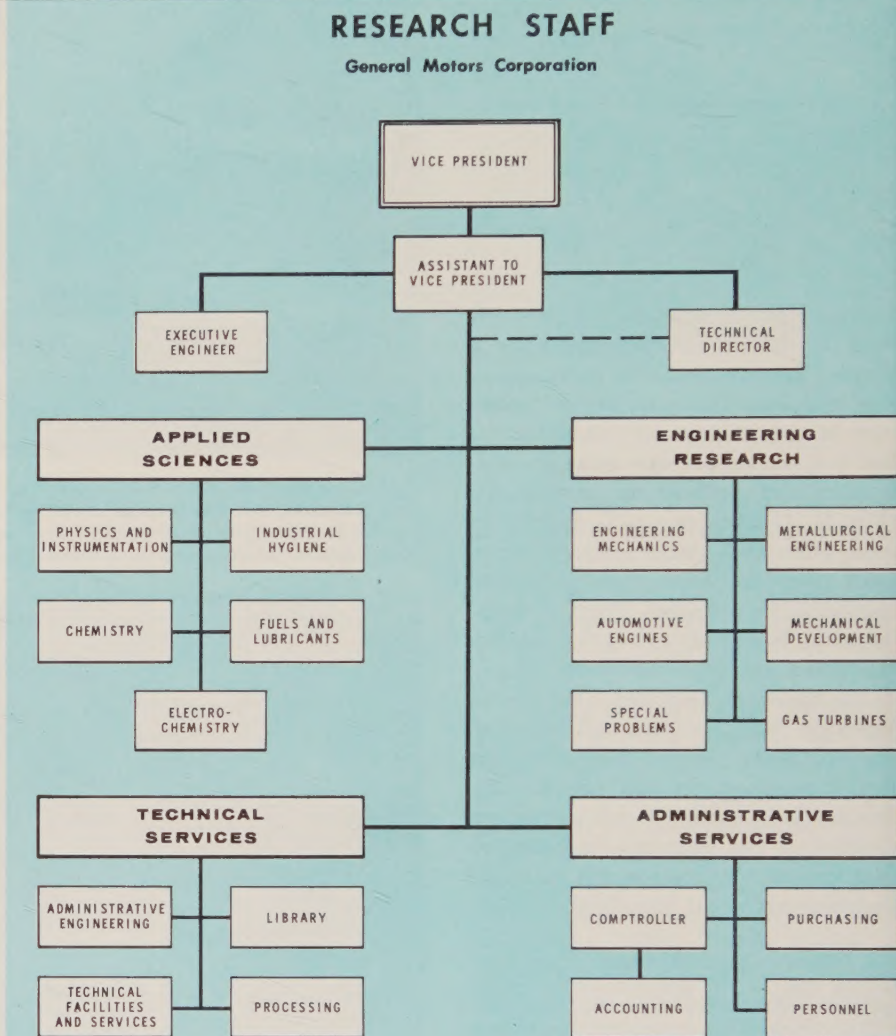 RESEARCH STAFF
General Motors Corporation
VICE PRESIDENT
ASSISTANT TO
VICE PRESIDENT
EXECUTIVE
ENGINEER
TECHNICAL
DIRECTOR
APPLIED
SCIENCES
ENGINEERING
RESEARCH
PHYSICS AND
INSTRUMENTATION
INDUSTRIAL
HYGIENE
ENGINEERING
MECHANICS
METALLURGICAL
ENGINEERING
CHEMISTRY
FUELS AND
LUBRICANTS
AUTOMOTIVE
ENGINES
MECHANICAL
DEVELOPMENT
ELECTRO-
CHEMISTRY
SPECIAL
PROBLEMS
GAS TURBINES
TECHNICAL
SERVICES
ADMINISTRATIVE
SERVICES
ADMINISTRATIVE
ENGINEERING
LIBRARY
COMPTROLLER
PURCHASING
TECHNICAL
FACILITIES
AND SERVICES
PROCESSING
ACCOUNTING
PERSONNEL